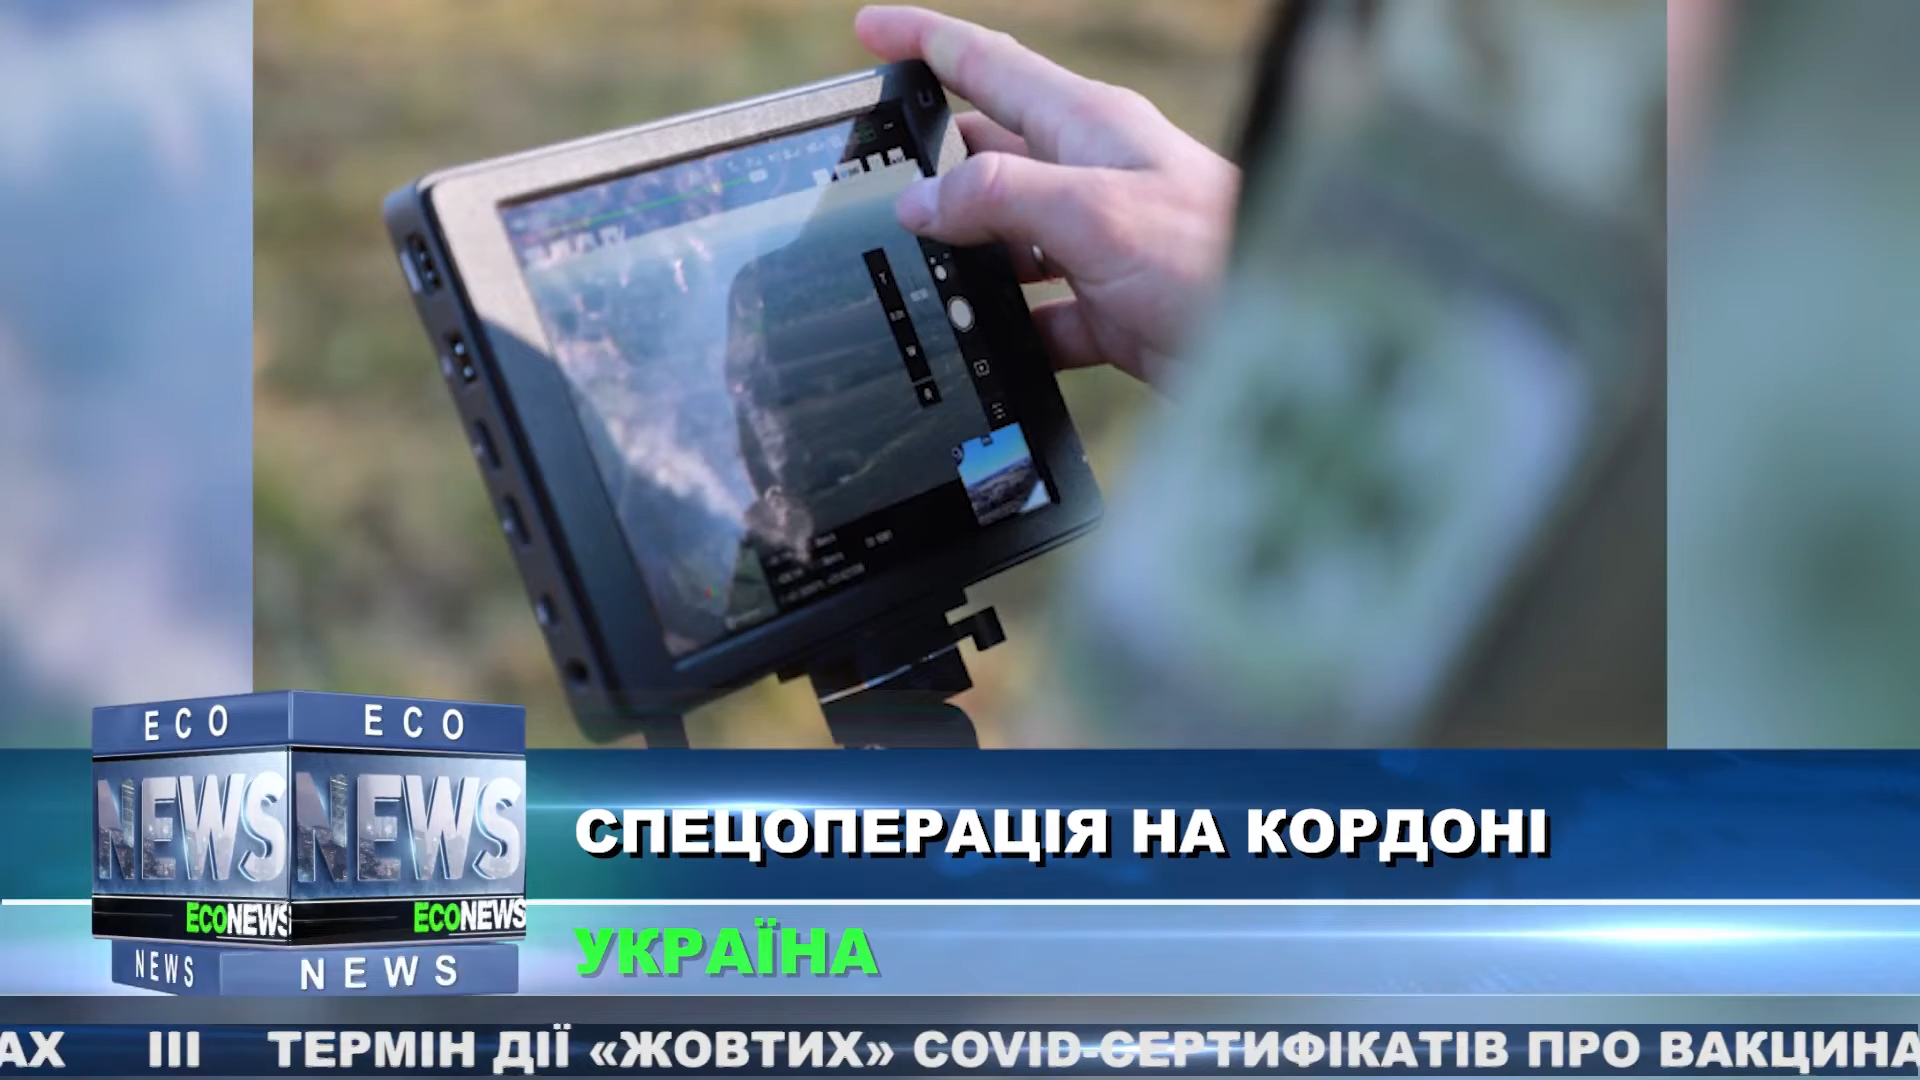 ECO ECO
NEWS NEWS
ECONEWS ECONEWS
NEWS NEWS
СПЕЦОПЕРАЦІЯ НА КОРДОНІ
УКРАЇНА
АХ ІІІ ТЕРМІН ДІЇ «ЖОВТИХ» COVID-СЕРТИФІКАТІВ ПРО ВАКЦИНА